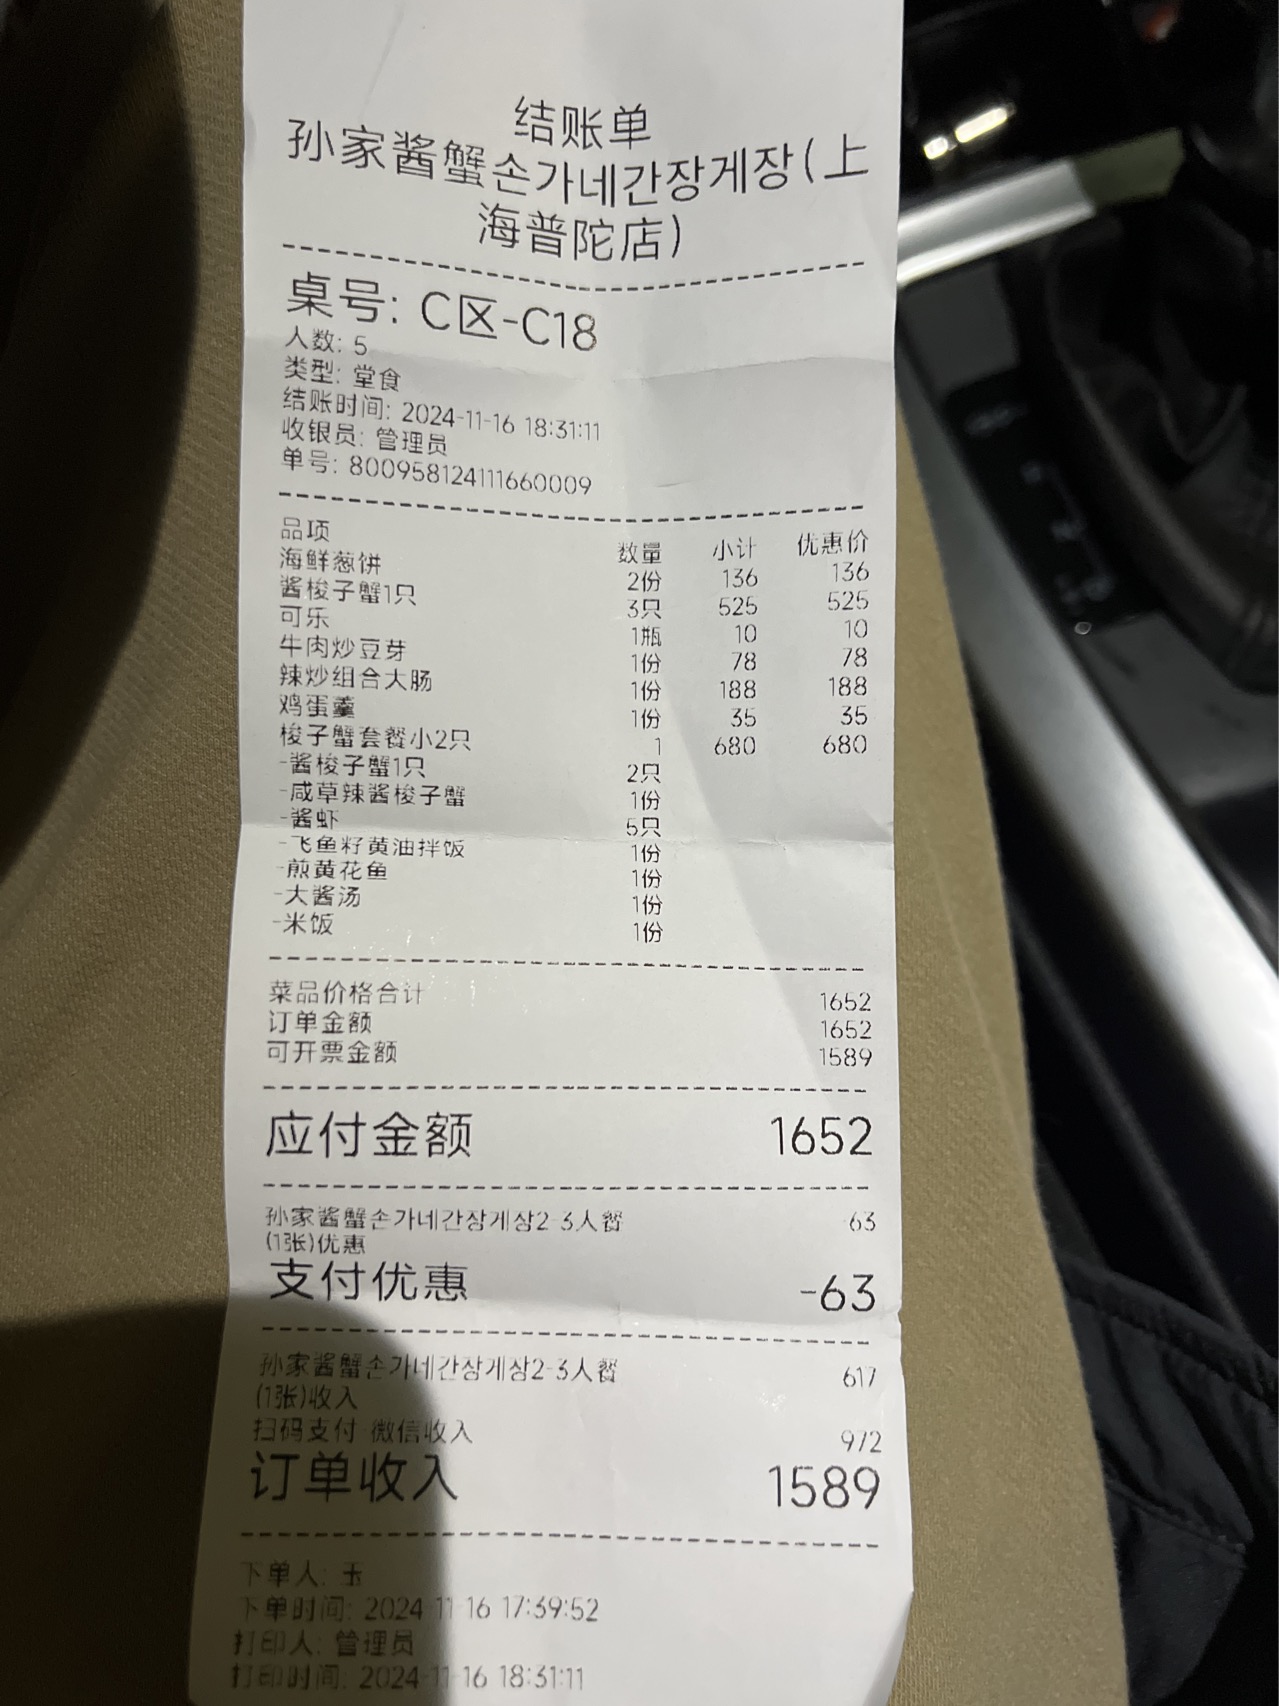 结账单
孙家酱蟹손가네간장게장(上
海普陀店)
桌号: C区-C18
人数: 5
类型: 堂食
结账时间: 2024-11-16 18:31:11
收银员: 管理员
单号: 800958124111660009
品项 数量 小计 优惠价
海鲜葱饼 2份 136 136
酱梭子蟹1只 3只 525 525
可乐 1瓶 10 10
牛肉炒豆芽 1份 78 78
辣炒组合大肠 1份 188 188
鸡蛋羹 1份 35 35
梭子蟹套餐小2只 1 680 680
-酱梭子蟹1只 2只
-咸草辣酱梭子蟹 1份
-酱虾 5只
-飞鱼籽黄油拌饭 1份
-煎黄花鱼 1份
-大酱汤 1份
-米饭 1份
菜品价格合计 1652
订单金额 1652
可开票金额 1589
应付金额 1652
孙家酱蟹손가네간장게장2-3人餐 -63
(1张)优惠
支付优惠 -63
孙家酱蟹손가네간장게장2-3人餐 617
(1张)收入
扫码支付-微信收入 972
订单收入 1589
下单人: 玉
下单时间: 2024-11-16 17:39:52
打印人: 管理员
打印时间: 2024-11-16 18:31:11